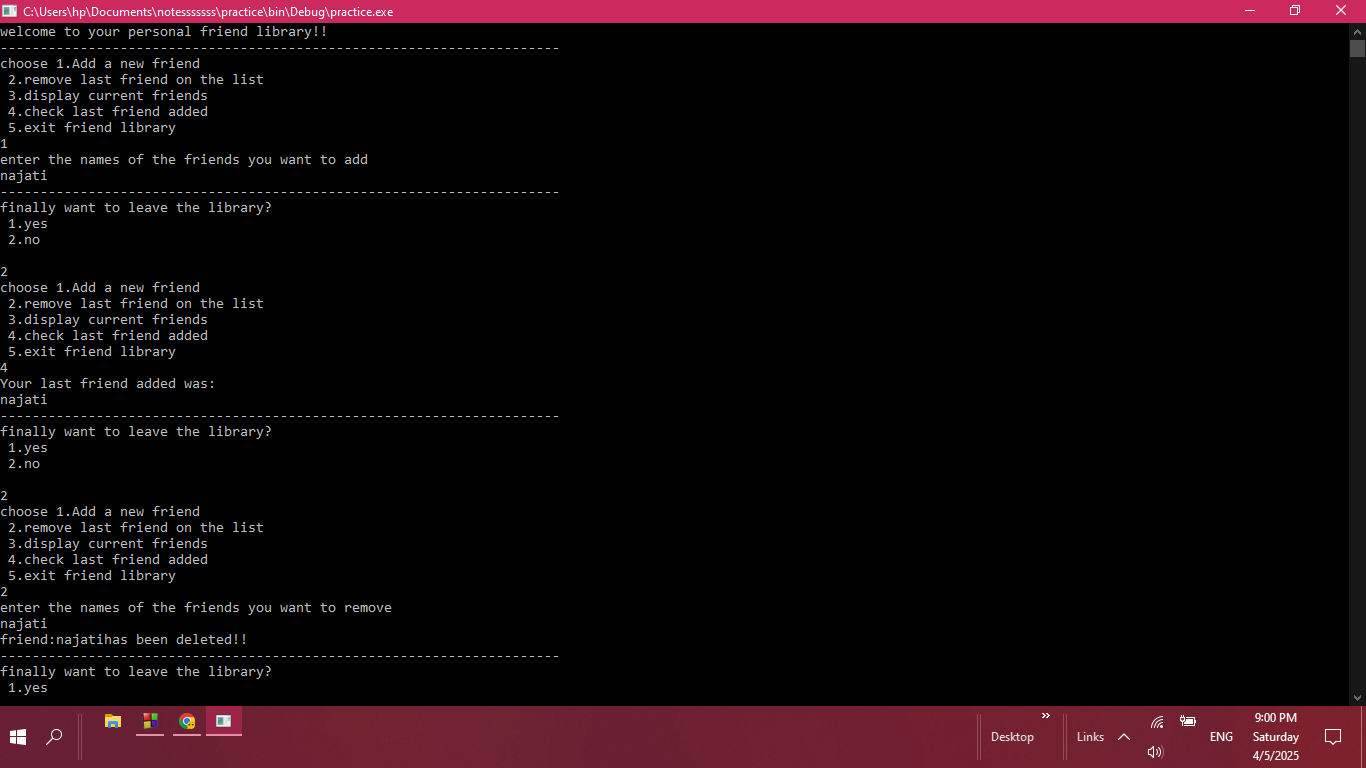 C:\Users\hp\Documents\notesssssss\practice\bin\Debug\practice.exe
welcome to your personal friend library!!
----------------------------------------------------------------------
choose 1.Add a new friend
 2.remove last friend on the list
 3.display current friends
 4.check last friend added
 5.exit friend library
1
enter the names of the friends you want to add
najati
----------------------------------------------------------------------
finally want to leave the library?
 1.yes
 2.no

2
choose 1.Add a new friend
 2.remove last friend on the list
 3.display current friends
 4.check last friend added
 5.exit friend library
4
Your last friend added was:
najati
----------------------------------------------------------------------
finally want to leave the library?
 1.yes
 2.no

2
choose 1.Add a new friend
 2.remove last friend on the list
 3.display current friends
 4.check last friend added
 5.exit friend library
2
enter the names of the friends you want to remove
najati
friend:najatihas been deleted!!
----------------------------------------------------------------------
finally want to leave the library?
 1.yes
Desktop
Links
ENG
9:00 PM
Saturday
4/5/2025